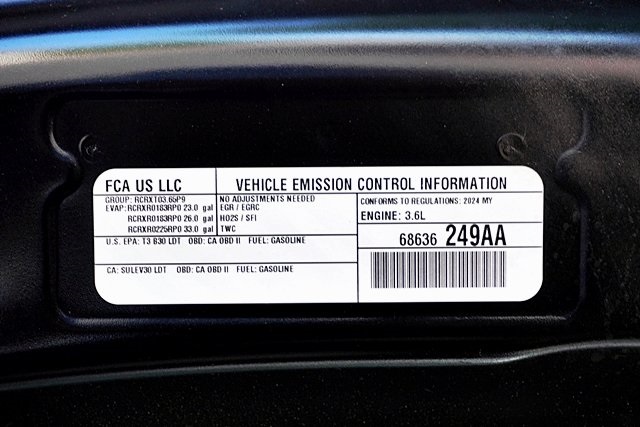 FCA US LLC
VEHICLE EMISSION CONTROL INFORMATION
GROUP: RCRXT03.65P9
EVAP: RCRXR0183RP0 23.0 gal
RCRXR0183RP0 26.0 gal
RCRXR0225RP0 33.0 gal
NO ADJUSTMENTS NEEDED
EGR / EGRC
HO2S / SFI
TWC
CONFORMS TO REGULATIONS: 2024 MY
ENGINE: 3.6L
U.S. EPA: T3 B30 LDT OBD: CA OBD II FUEL: GASOLINE
CA: SULEV30 LDT OBD: CA OBD II FUEL: GASOLINE
68636 249AA